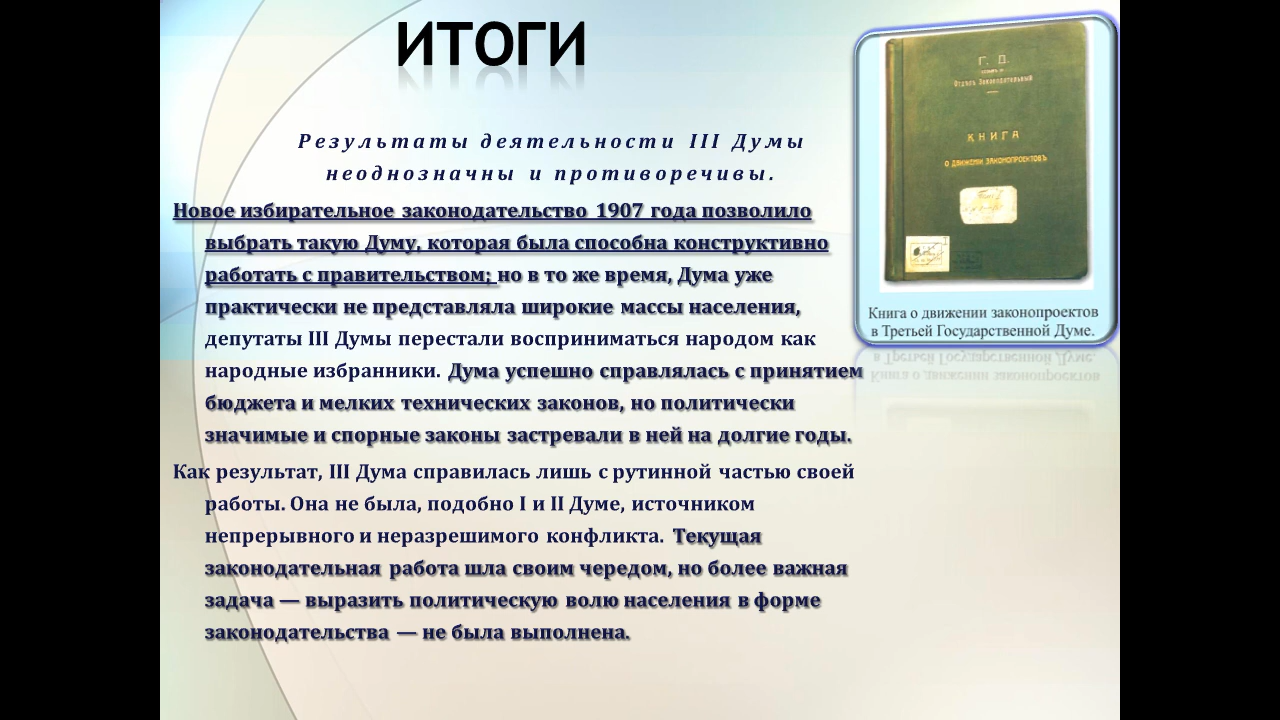 ИТОГИ
Результаты деятельности III Думы
неоднозначны и противоречивы.
Новое избирательное законодательство 1907 года позволило
выбрать такую Думу, которая была способна конструктивно
работать с правительством; но в то же время, Дума уже
практически не представляла широкие массы населения,
депутаты III Думы перестали восприниматься народом как
народные избранники. Дума успешно справлялась с принятием
бюджета и мелких технических законов, но политически
значимые и спорные законы застревали в ней на долгие годы.
Как результат, III Дума справилась лишь с рутинной частью своей
работы. Она не была, подобно I и II Думе, источником
непрерывного и неразрешимого конфликта. Текущая
законодательная работа шла своим чередом, но более важная
задача — выразить политическую волю населения в форме
законодательства — не была выполнена.
Г. Д.
Отдѣлъ Законодательный
КНИГА
О ДВИЖЕНІИ ЗАКОНОПРОЕКТОВЪ
Книга о движении законопроектов
в Третьей Государственной Думе.